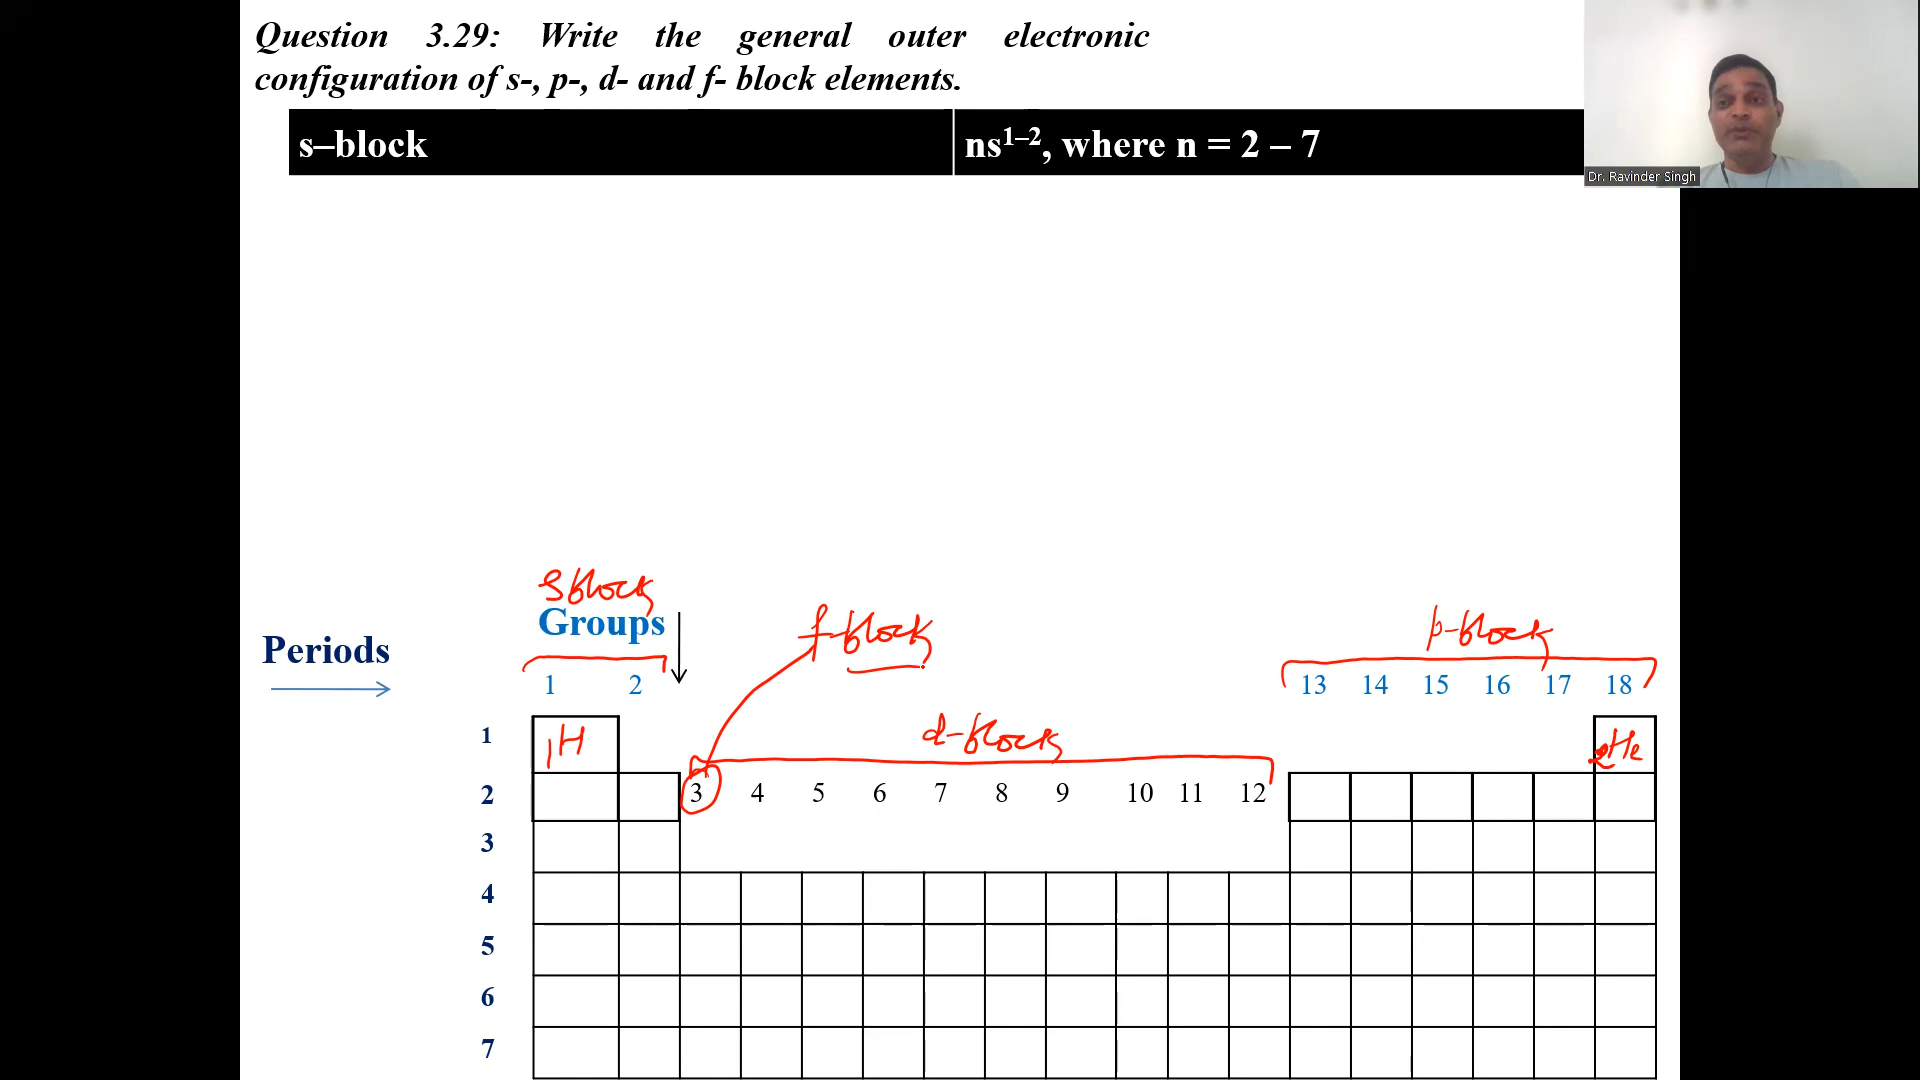 Question 3.29: Write the general outer electronic
configuration of s-, p-, d- and f- block elements.
s–block ns¹⁻², where n = 2 – 7
Dr. Ravinder Singh
s block
Groups
f-block
p-block
Periods
1 2 13 14 15 16 17 18
d-block
1 ₁H ₂He
2 3 4 5 6 7 8 9 10 11 12
3
4
5
6
7